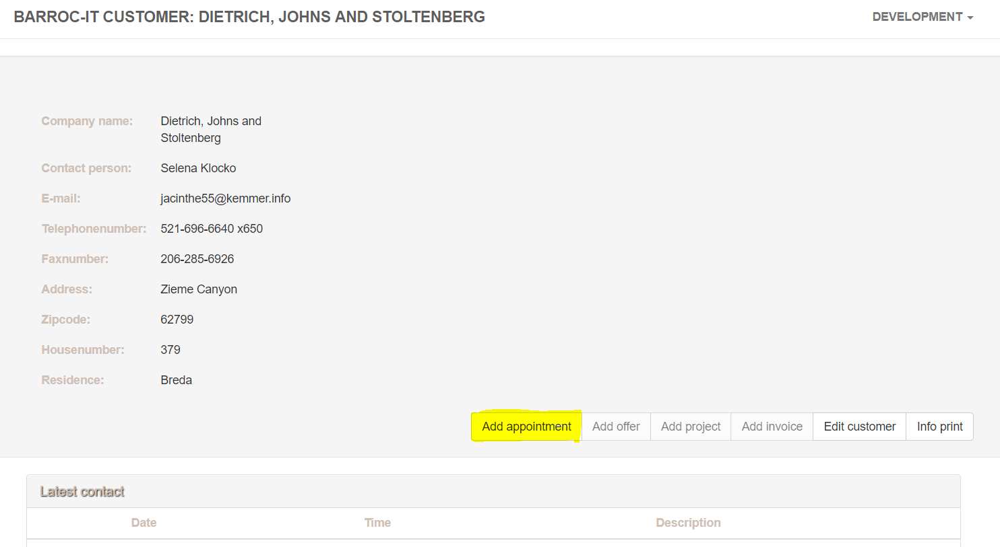 BARROC-IT CUSTOMER: DIETRICH, JOHNS AND STOLTENBERG
DEVELOPMENT
Company name: Dietrich, Johns and
Stoltenberg
Contact person: Selena Klocko
E-mail: jacinthe55@kemmer.info
Telephonenumber: 521-696-6640 x650
Faxnumber: 206-285-6926
Address: Zieme Canyon
Zipcode: 62799
Housenumber: 379
Residence: Breda
Add appointment Add offer Add project Add invoice Edit customer Info print
Latest contact
Date Time Description